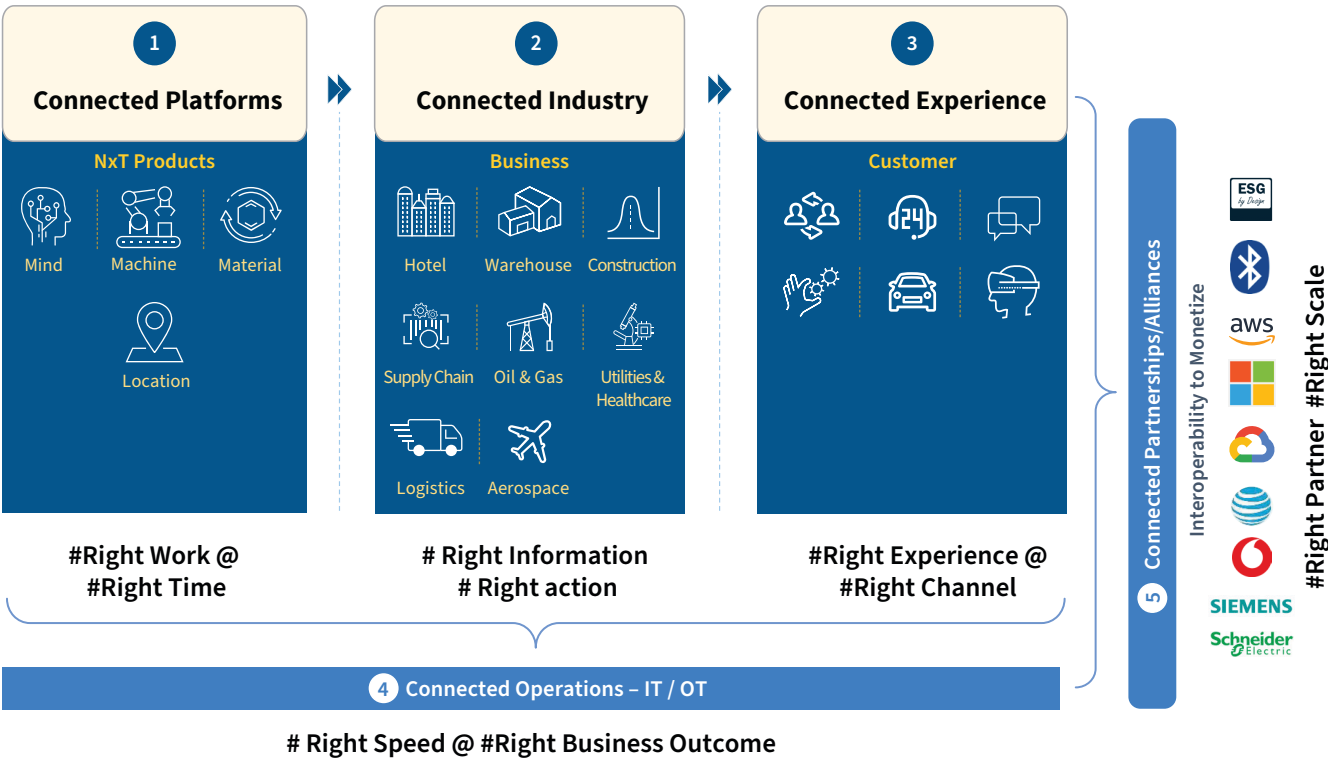 1
Connected Platforms
NxT Products
Mind
Machine
Material
Location
#Right Work @
#Right Time
2
Connected Industry
Business
Hotel
Warehouse
Construction
Supply Chain
Oil & Gas
Utilities &
Healthcare
Logistics
Aerospace
# Right Information
# Right action
3
Connected Experience
Customer
24
#Right Experience @
#Right Channel
4 Connected Operations – IT / OT
# Right Speed @ #Right Business Outcome
5 Connected Partnerships/Alliances
Interoperability to Monetize
ESG
by Design
aws
SIEMENS
Schneider
Electric
#Right Partner #Right Scale